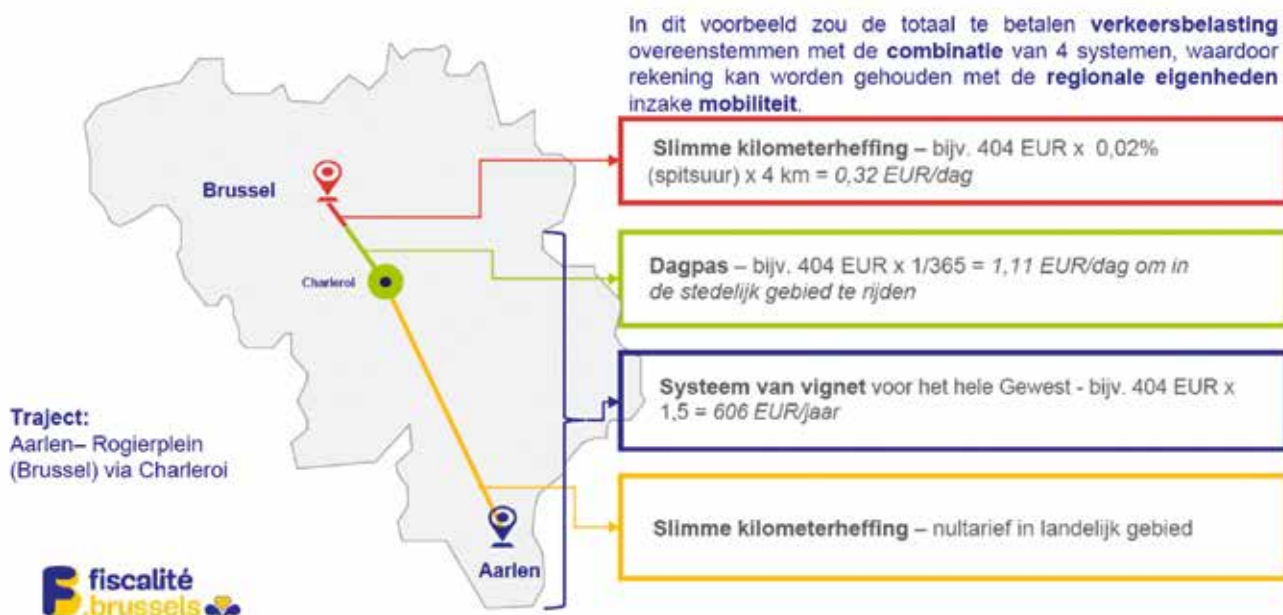 In dit voorbeeld zou de totaal te betalen verkeersbelasting
overeenstemmen met de combinatie van 4 systemen, waardoor
rekening kan worden gehouden met de regionale eigenheden
inzake mobiliteit.
Slimme kilometerheffing – bijv. 404 EUR x 0,02%
(spitsuur) x 4 km = 0,32 EUR/dag
Brussel
Dagpas – bijv. 404 EUR x 1/365 = 1,11 EUR/dag om in
de stedelijk gebied te rijden
Charleroi
Systeem van vignet voor het hele Gewest - bijv. 404 EUR x
1,5 = 606 EUR/jaar
Traject:
Aarlen– Rogierplein
(Brussel) via Charleroi
Slimme kilometerheffing – nultarief in landelijk gebied
Aarlen
fiscalité
.brussels